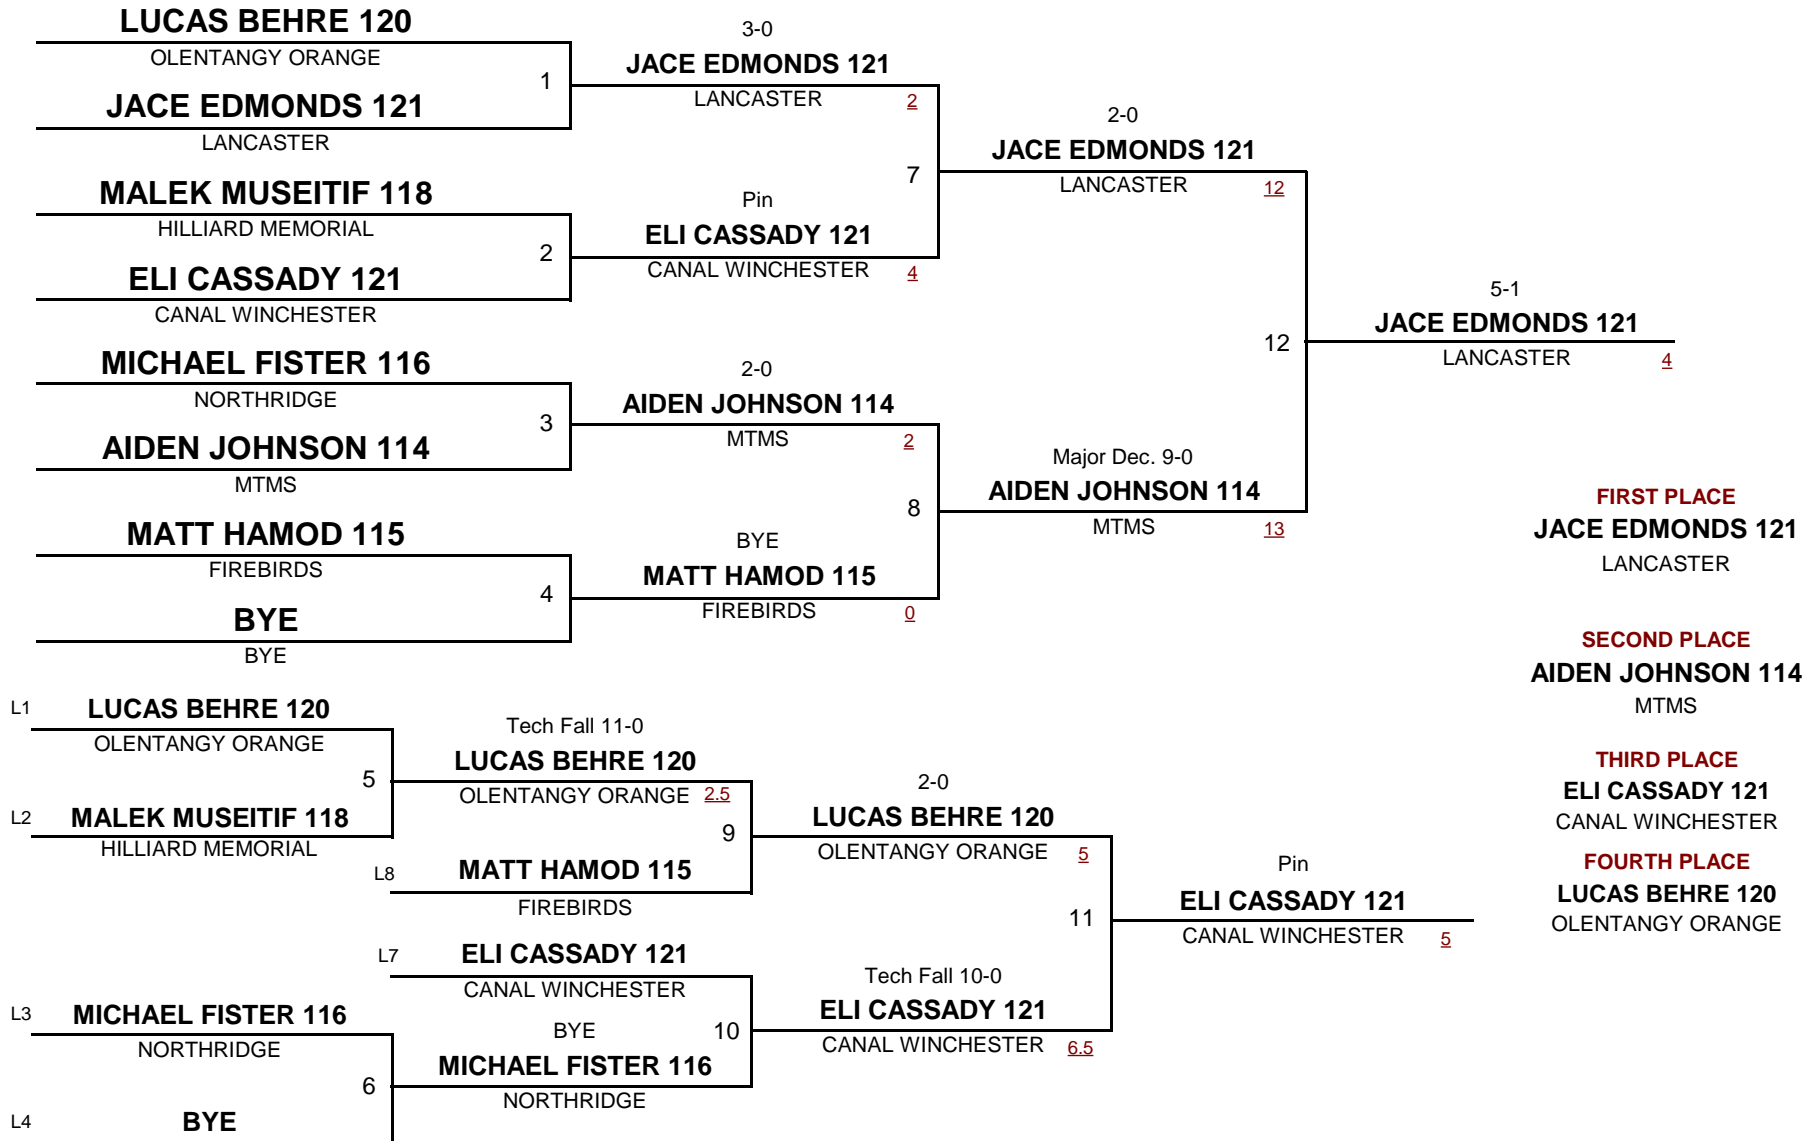 LUCAS BEHRE 120
OLENTANGY ORANGE
1
JACE EDMONDS 121
LANCASTER
MALEK MUSEITIF 118
HILLIARD MEMORIAL
2
ELI CASSADY 121
CANAL WINCHESTER
MICHAEL FISTER 116
NORTHRIDGE
3
AIDEN JOHNSON 114
MTMS
MATT HAMOD 115
FIREBIRDS
4
BYE
BYE
3-0
JACE EDMONDS 121
LANCASTER 2
7
Pin
ELI CASSADY 121
CANAL WINCHESTER 4
2-0
AIDEN JOHNSON 114
MTMS 2
8
BYE
MATT HAMOD 115
FIREBIRDS 0
2-0
JACE EDMONDS 121
LANCASTER 12
12
Major Dec. 9-0
AIDEN JOHNSON 114
MTMS 13
5-1
JACE EDMONDS 121
LANCASTER 4
FIRST PLACE
JACE EDMONDS 121
LANCASTER
SECOND PLACE
AIDEN JOHNSON 114
MTMS
THIRD PLACE
ELI CASSADY 121
CANAL WINCHESTER
FOURTH PLACE
LUCAS BEHRE 120
OLENTANGY ORANGE
L1 LUCAS BEHRE 120
OLENTANGY ORANGE
5
L2 MALEK MUSEITIF 118
HILLIARD MEMORIAL
L3 MICHAEL FISTER 116
NORTHRIDGE
6
L4 BYE
Tech Fall 11-0
LUCAS BEHRE 120
OLENTANGY ORANGE 2.5
9
L8 MATT HAMOD 115
FIREBIRDS
L7 ELI CASSADY 121
CANAL WINCHESTER
BYE 10
MICHAEL FISTER 116
NORTHRIDGE
2-0
LUCAS BEHRE 120
OLENTANGY ORANGE 5
11
Tech Fall 10-0
ELI CASSADY 121
CANAL WINCHESTER 6.5
Pin
ELI CASSADY 121
CANAL WINCHESTER 5